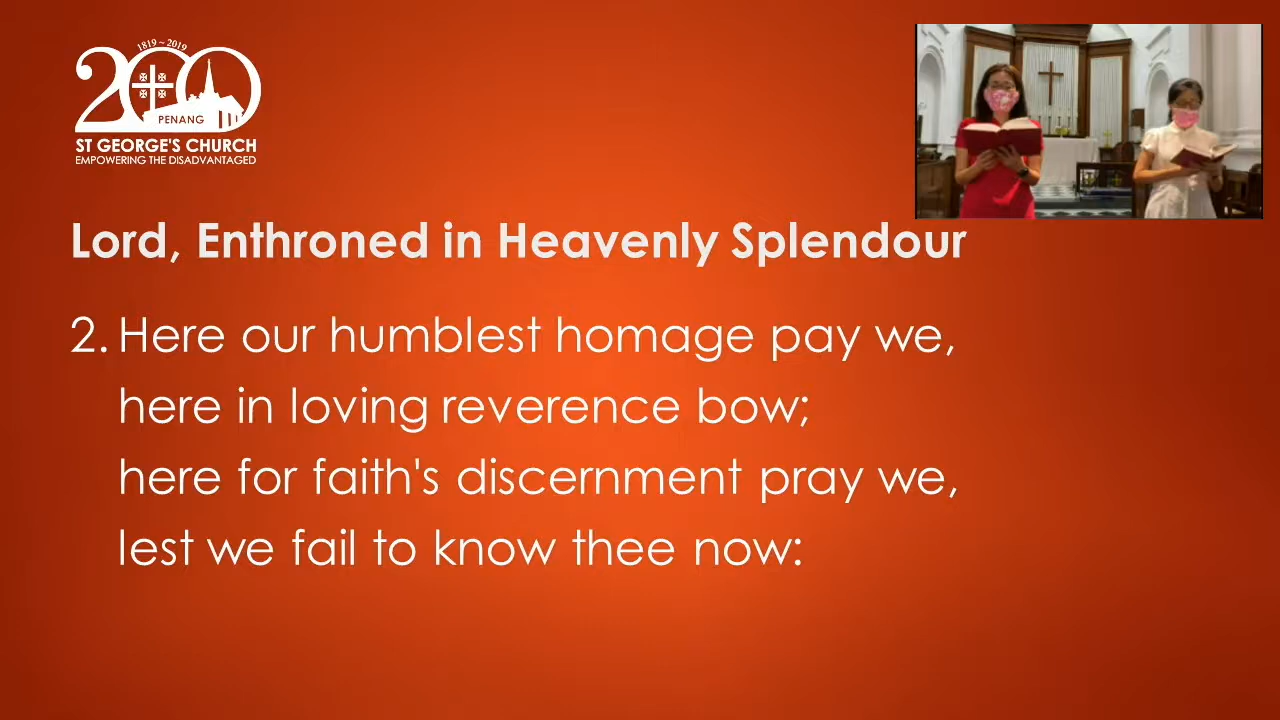 1819 ~ 2019
200
PENANG
ST GEORGE'S CHURCH
EMPOWERING THE DISADVANTAGED
Lord, Enthroned in Heavenly Splendour
2. Here our humblest homage pay we,
here in loving reverence bow;
here for faith's discernment pray we,
lest we fail to know thee now: